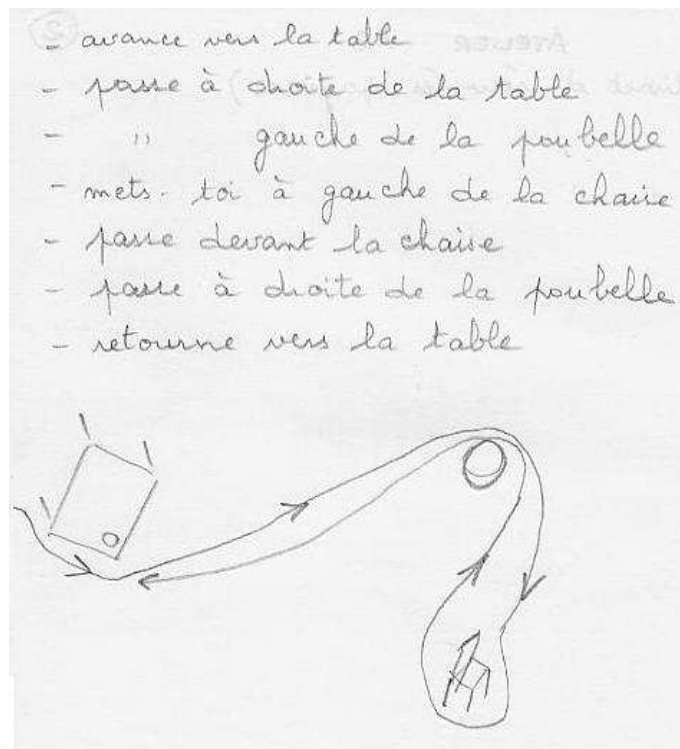 - avance vers la table
- passe à droite de la table
- " gauche de la poubelle
- mets-toi à gauche de la chaise
- passe devant la chaise
- passe à droite de la poubelle
- retourne vers la table